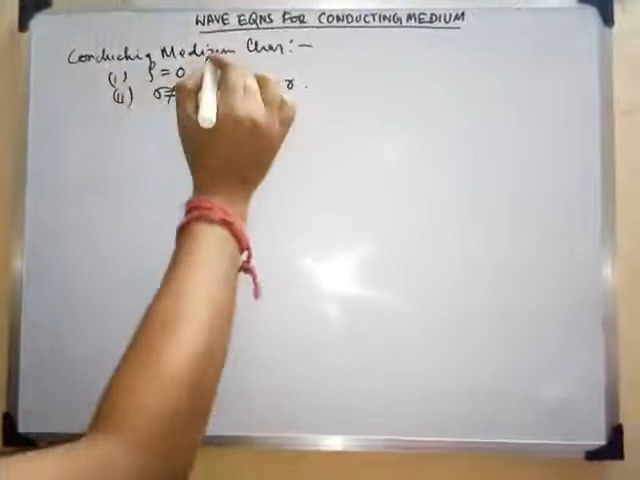 WAVE EQNS FOR CONDUCTING MEDIUM
Conducting Medium Char:-
(i) ρ = 0
(ii) σ≠